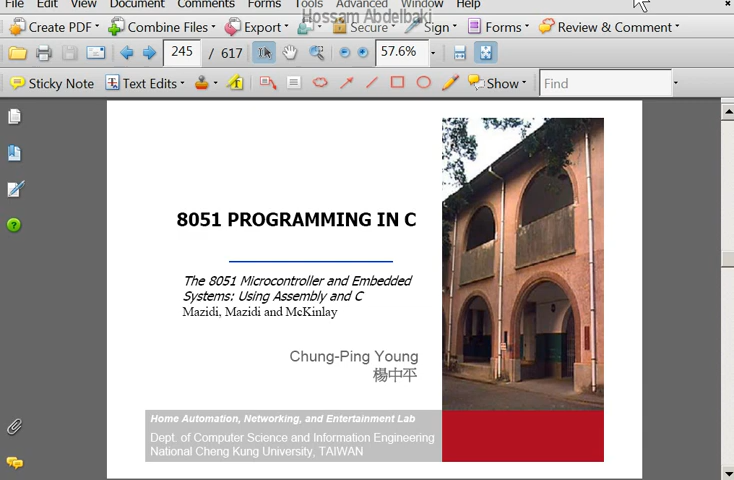 File Edit View Document Comments Forms Tools Advanced Window Help
Hossam Abdelbaki
Create PDF Combine Files Export Secure Sign Forms Review & Comment
245 / 617 57.6%
Sticky Note Text Edits Show Find
8051 PROGRAMMING IN C
The 8051 Microcontroller and Embedded
Systems: Using Assembly and C
Mazidi, Mazidi and McKinlay
Chung-Ping Young
楊中平
Home Automation, Networking, and Entertainment Lab
Dept. of Computer Science and Information Engineering
National Cheng Kung University, TAIWAN